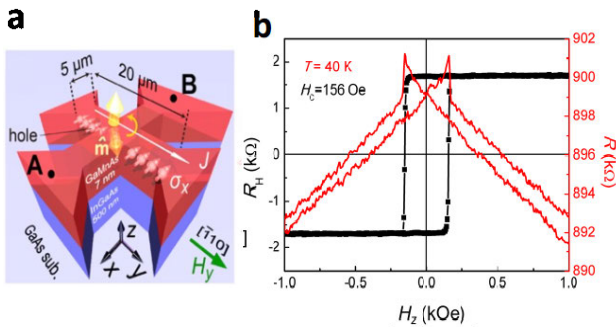 a
b
5 μm
20 μm
B
hole
m̂
J
A
GaMnAs
7 nm
σx
InGaAs
500 nm
GaAs sub.
z
x
y
[1̄10]
Hy
T = 40 K
HC=156 Oe
RH (kΩ)
2
1
0
-1
-2
]
-1.0
-0.5
0.0
0.5
1.0
Hz (kOe)
902
900
898
896
894
892
890
R (kΩ)